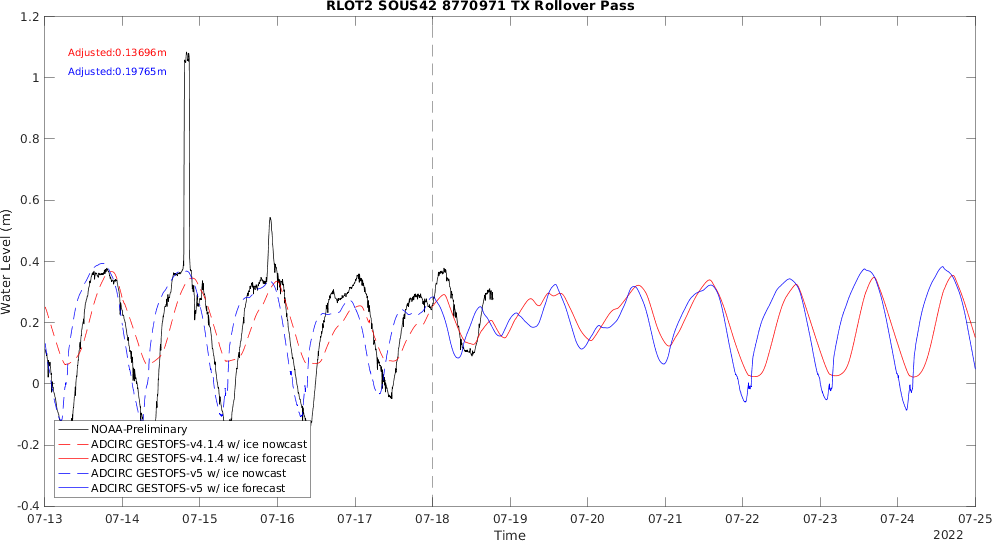 RLOT2 SOUS42 8770971 TX Rollover Pass
Adjusted:0.13696m
Adjusted:0.19765m
Water Level (m)
1.2
1
0.8
0.6
0.4
0.2
0
-0.2
-0.4
NOAA-Preliminary
ADCIRC GESTOFS-v4.1.4 w/ ice nowcast
ADCIRC GESTOFS-v4.1.4 w/ ice forecast
ADCIRC GESTOFS-v5 w/ ice nowcast
ADCIRC GESTOFS-v5 w/ ice forecast
07-13 07-14 07-15 07-16 07-17 07-18 07-19 07-20 07-21 07-22 07-23 07-24 07-25
Time
2022